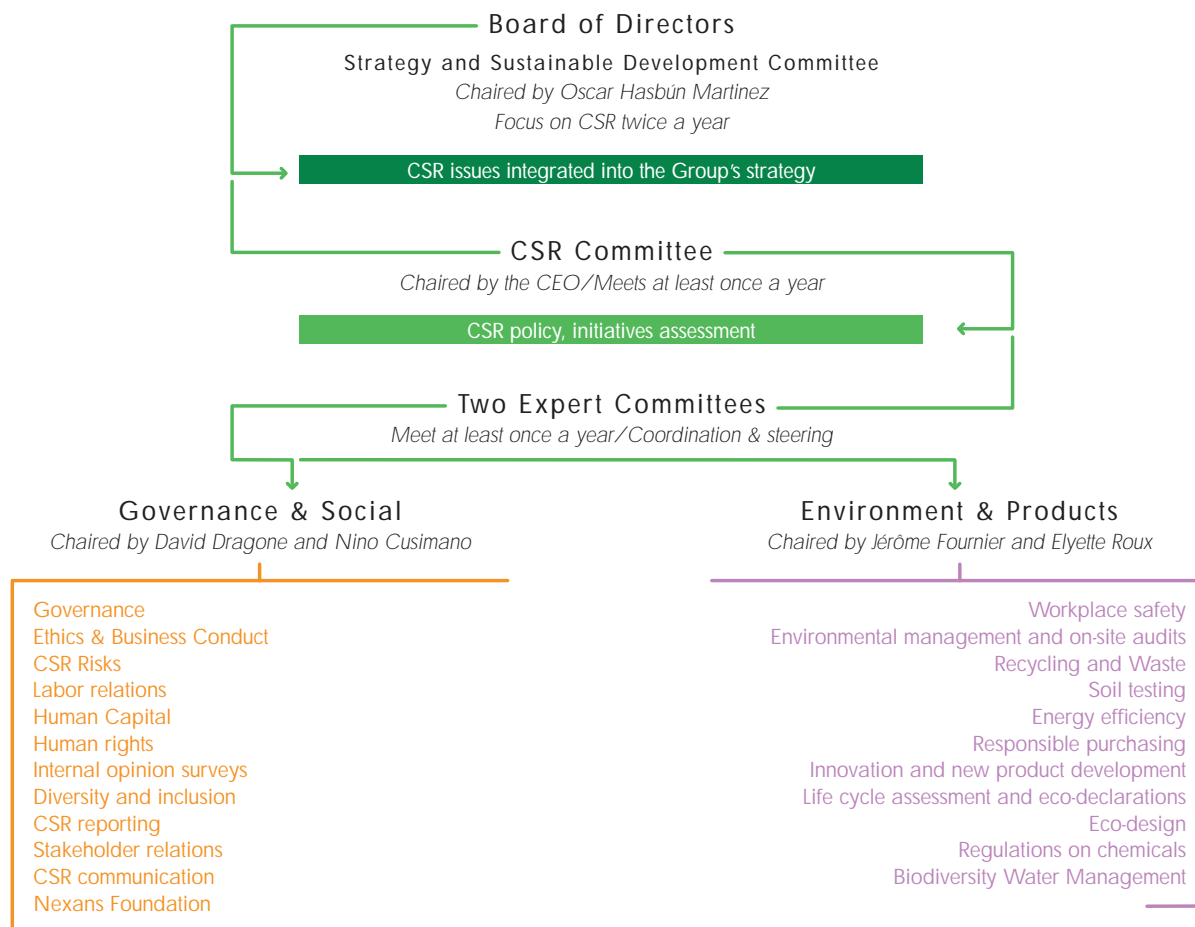 Board of Directors
Strategy and Sustainable Development Committee
Chaired by Oscar Hasbún Martinez
Focus on CSR twice a year
CSR issues integrated into the Group's strategy
CSR Committee
Chaired by the CEO/Meets at least once a year
CSR policy, initiatives assessment
Two Expert Committees
Meet at least once a year/Coordination & steering
Governance & Social
Chaired by David Dragone and Nino Cusimano
Governance
Ethics & Business Conduct
CSR Risks
Labor relations
Human Capital
Human rights
Internal opinion surveys
Diversity and inclusion
CSR reporting
Stakeholder relations
CSR communication
Nexans Foundation
Environment & Products
Chaired by Jérôme Fournier and Elyette Roux
Workplace safety
Environmental management and on-site audits
Recycling and Waste
Soil testing
Energy efficiency
Responsible purchasing
Innovation and new product development
Life cycle assessment and eco-declarations
Eco-design
Regulations on chemicals
Biodiversity Water Management